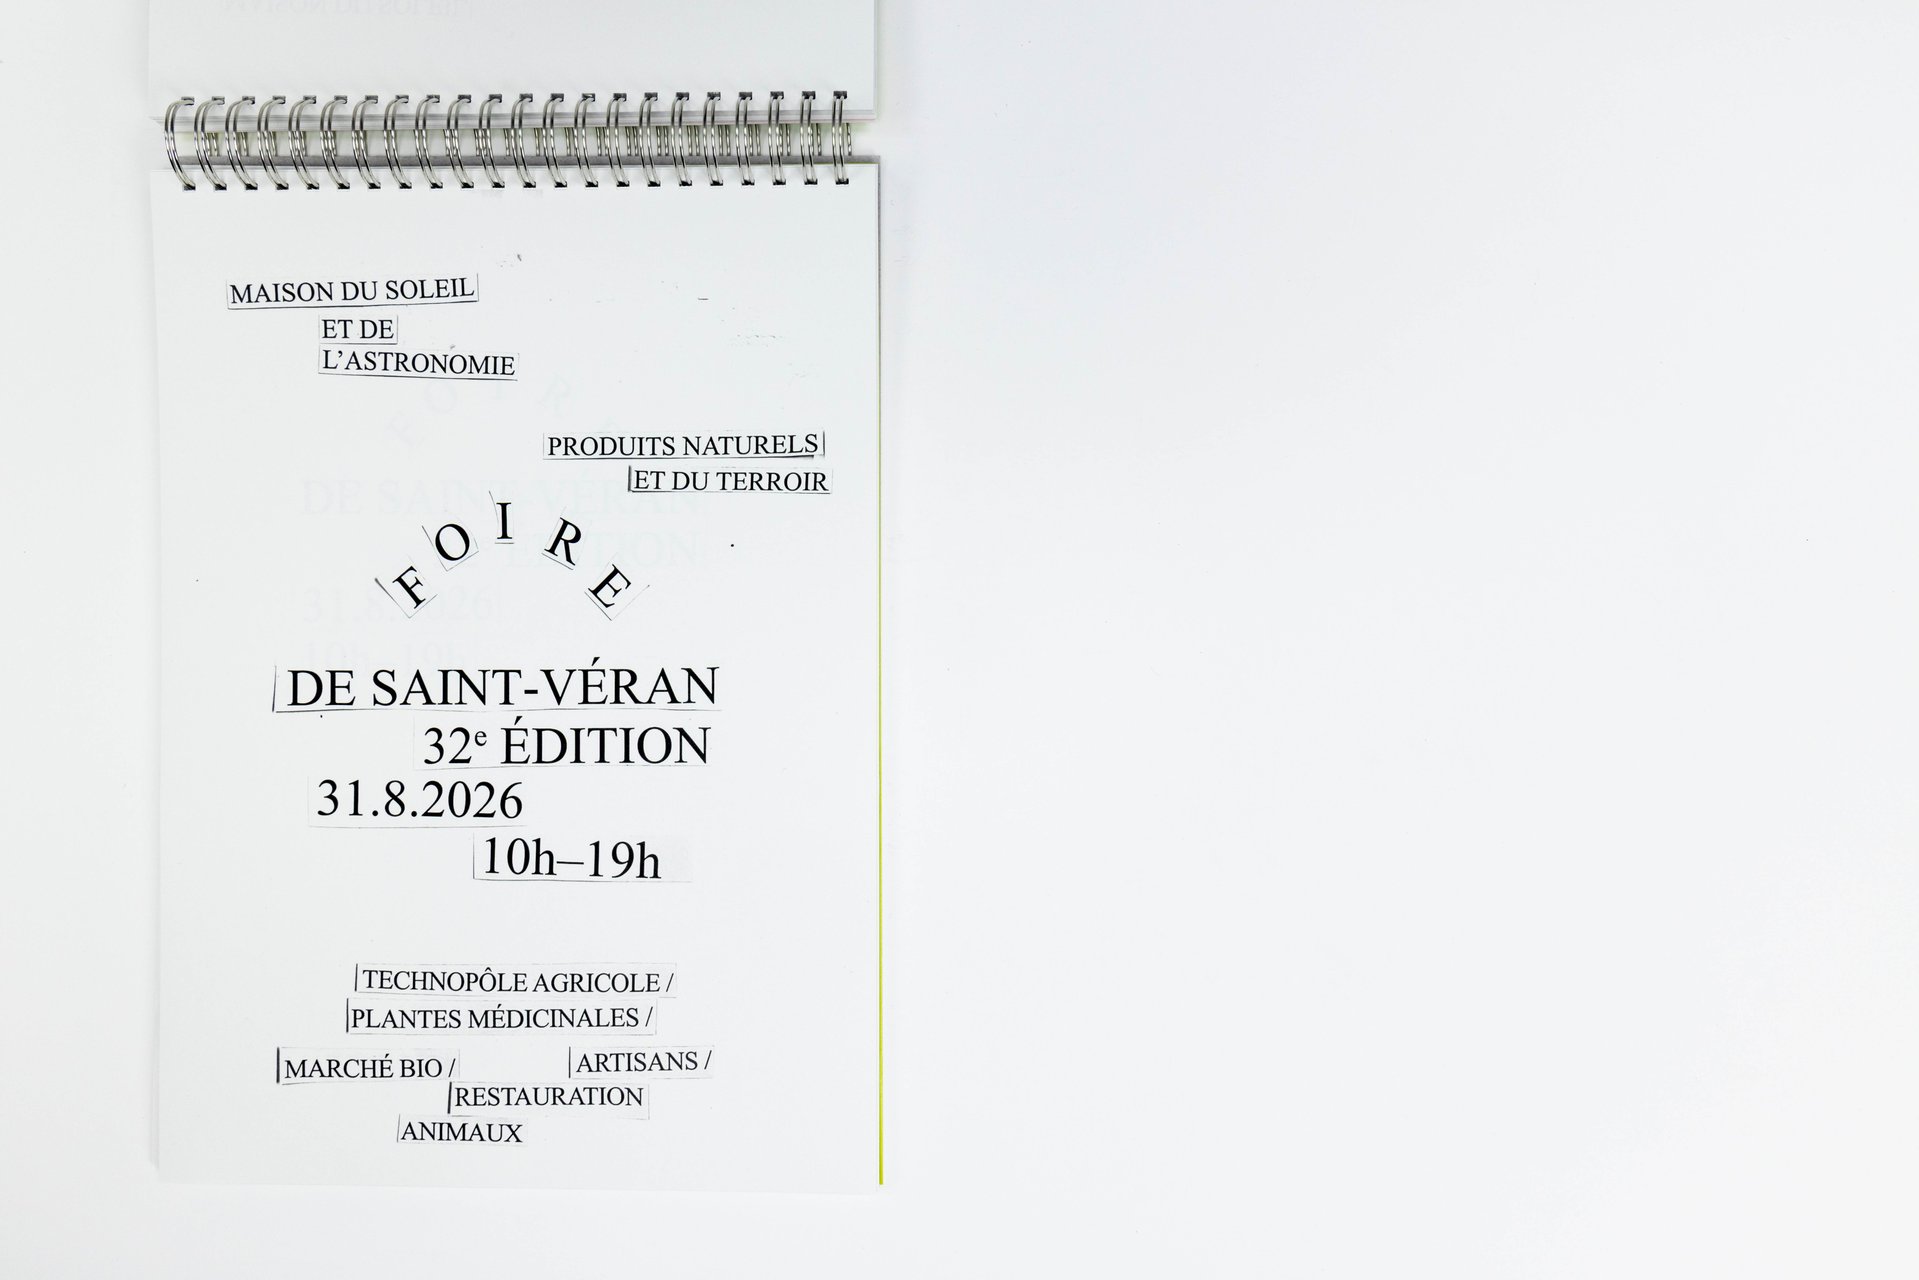 MAISON DU SOLEIL
ET DE
L’ASTRONOMIE
PRODUITS NATURELS
ET DU TERROIR
FOIRE
DE SAINT-VÉRAN
32e ÉDITION
31.8.2026
10h–19h
TECHNOPÔLE AGRICOLE /
PLANTES MÉDICINALES /
MARCHÉ BIO / ARTISANS /
RESTAURATION
ANIMAUX